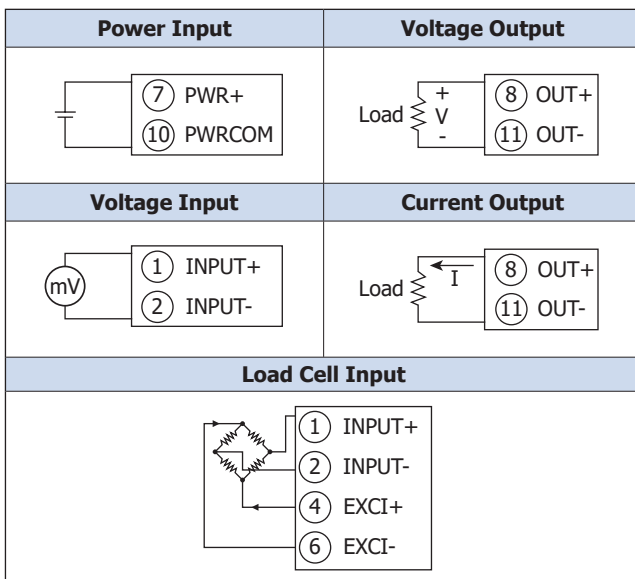 Power Input
Voltage Output
7 PWR+
10 PWRCOM
Load
+
V
-
8 OUT+
11 OUT-
Voltage Input
Current Output
mV
1 INPUT+
2 INPUT-
Load
I
8 OUT+
11 OUT-
Load Cell Input
1 INPUT+
2 INPUT-
4 EXCI+
6 EXCI-